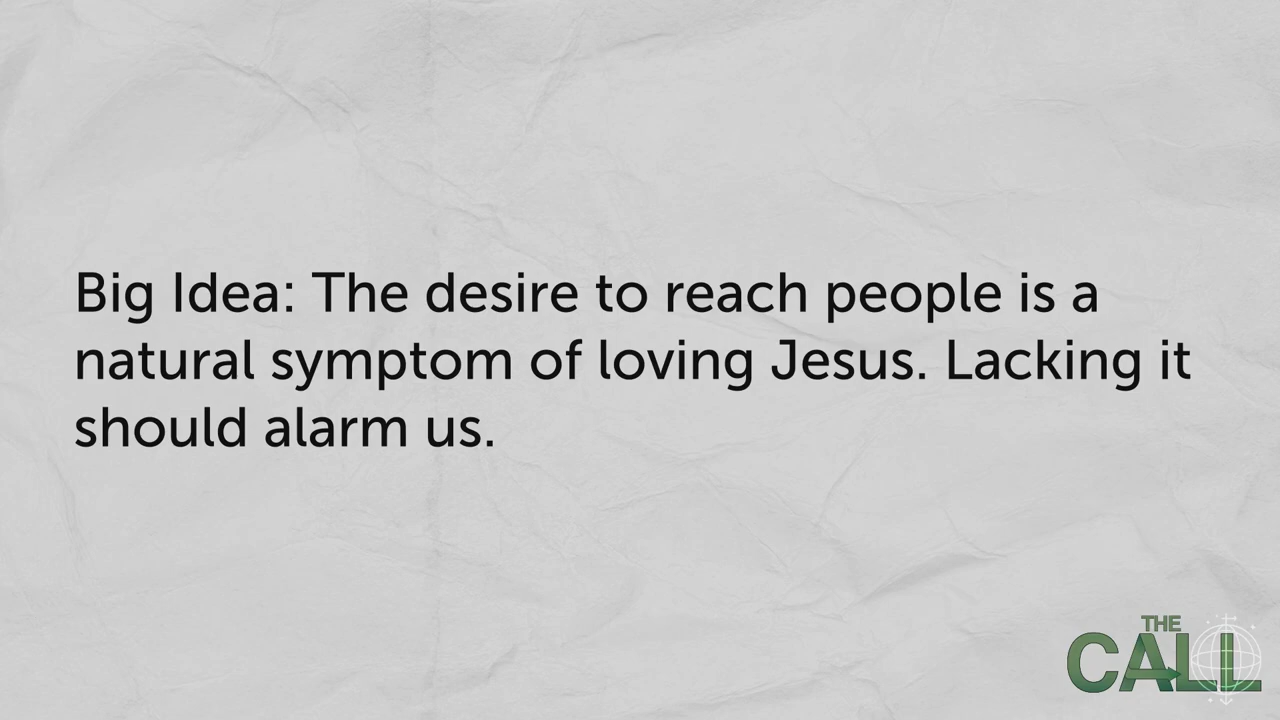 Big Idea: The desire to reach people is a
natural symptom of loving Jesus. Lacking it
should alarm us.
THE
CALL